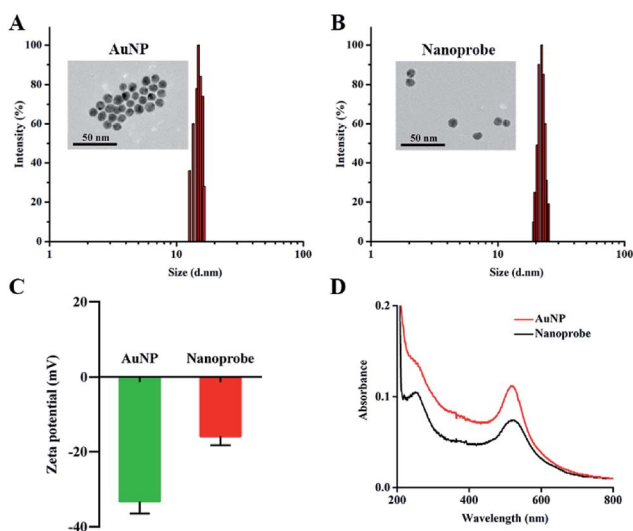 A
AuNP
Intensity (%)
100
80
60
40
20
0
50 nm
1
10
100
Size (d.nm)
B
Nanoprobe
Intensity (%)
100
80
60
40
20
0
50 nm
1
10
100
Size (d.nm)
C
Zeta potential (mV)
20
0
-20
-40
AuNP
Nanoprobe
D
Absorbance
0.2
0.1
0.0
AuNP
Nanoprobe
200
400
600
800
Wavelength (nm)